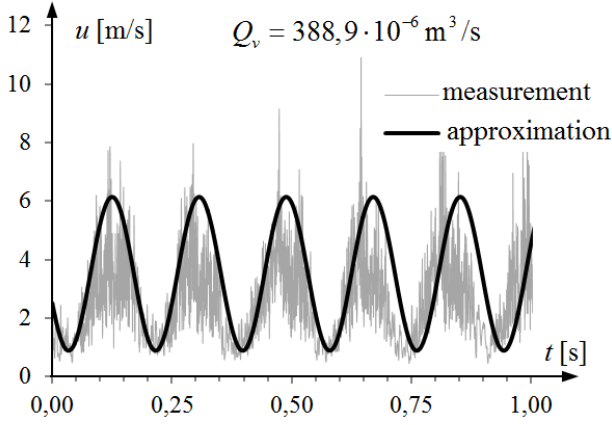 u [m/s]
Q_v = 388,9 · 10⁻⁶ m³/s
12
10
8
6
4
2
0
measurement
approximation
t [s]
0,00
0,25
0,50
0,75
1,00